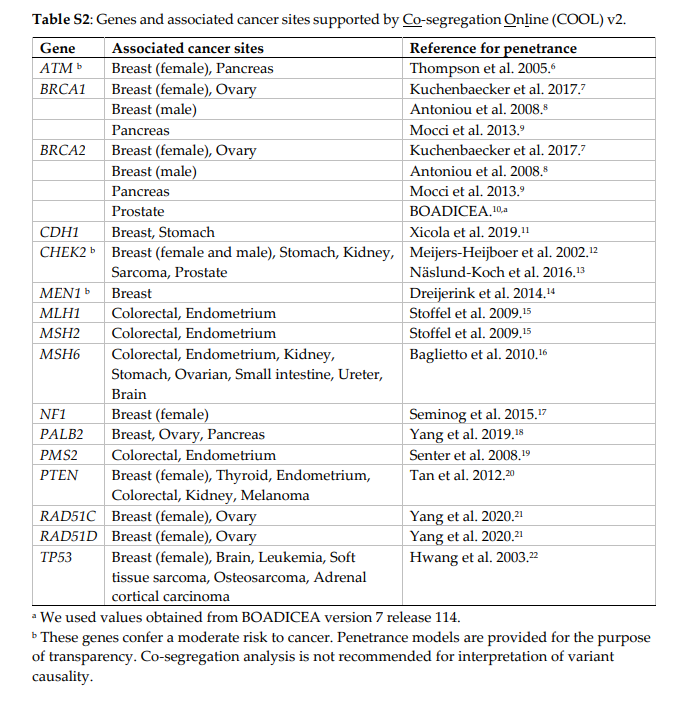 Table S2: Genes and associated cancer sites supported by Co-segregation Online (COOL) v2.
Gene Associated cancer sites Reference for penetrance
ATM ᵇ Breast (female), Pancreas Thompson et al. 2005.⁶
BRCA1 Breast (female), Ovary Kuchenbaecker et al. 2017.⁷
Breast (male) Antoniou et al. 2008.⁸
Pancreas Mocci et al. 2013.⁹
BRCA2 Breast (female), Ovary Kuchenbaecker et al. 2017.⁷
Breast (male) Antoniou et al. 2008.⁸
Pancreas Mocci et al. 2013.⁹
Prostate BOADICEA.¹⁰,ᵃ
CDH1 Breast, Stomach Xicola et al. 2019.¹¹
CHEK2 ᵇ Breast (female and male), Stomach, Kidney, Meijers-Heijboer et al. 2002.¹²
Sarcoma, Prostate Näslund-Koch et al. 2016.¹³
MEN1 ᵇ Breast Dreijerink et al. 2014.¹⁴
MLH1 Colorectal, Endometrium Stoffel et al. 2009.¹⁵
MSH2 Colorectal, Endometrium Stoffel et al. 2009.¹⁵
MSH6 Colorectal, Endometrium, Kidney, Baglietto et al. 2010.¹⁶
Stomach, Ovarian, Small intestine, Ureter,
Brain
NF1 Breast (female) Seminog et al. 2015.¹⁷
PALB2 Breast, Ovary, Pancreas Yang et al. 2019.¹⁸
PMS2 Colorectal, Endometrium Senter et al. 2008.¹⁹
PTEN Breast (female), Thyroid, Endometrium, Tan et al. 2012.²⁰
Colorectal, Kidney, Melanoma
RAD51C Breast (female), Ovary Yang et al. 2020.²¹
RAD51D Breast (female), Ovary Yang et al. 2020.²¹
TP53 Breast (female), Brain, Leukemia, Soft Hwang et al. 2003.²²
tissue sarcoma, Osteosarcoma, Adrenal
cortical carcinoma
ᵃ We used values obtained from BOADICEA version 7 release 114.
ᵇ These genes confer a moderate risk to cancer. Penetrance models are provided for the purpose
of transparency. Co-segregation analysis is not recommended for interpretation of variant
causality.